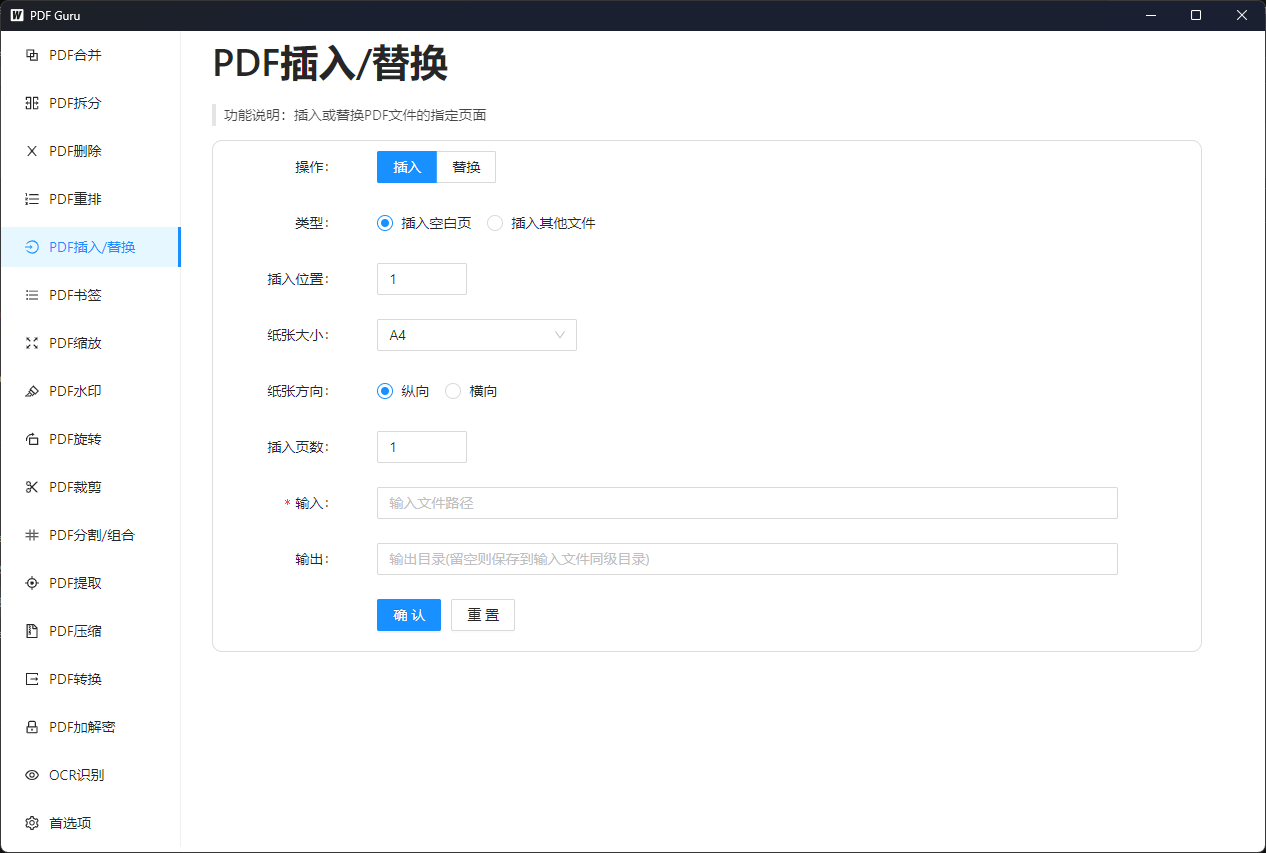 PDF Guru
PDF合并
PDF拆分
PDF删除
PDF重排
PDF插入/替换
PDF书签
PDF缩放
PDF水印
PDF旋转
PDF裁剪
PDF分割/组合
PDF提取
PDF压缩
PDF转换
PDF加解密
OCR识别
首选项
PDF插入/替换
功能说明：插入或替换PDF文件的指定页面
操作： 插入 替换
类型： 插入空白页 插入其他文件
插入位置： 1
纸张大小： A4
纸张方向： 纵向 横向
插入页数： 1
* 输入： 输入文件路径
输出： 输出目录(留空则保存到输入文件同级目录)
确 认 重 置